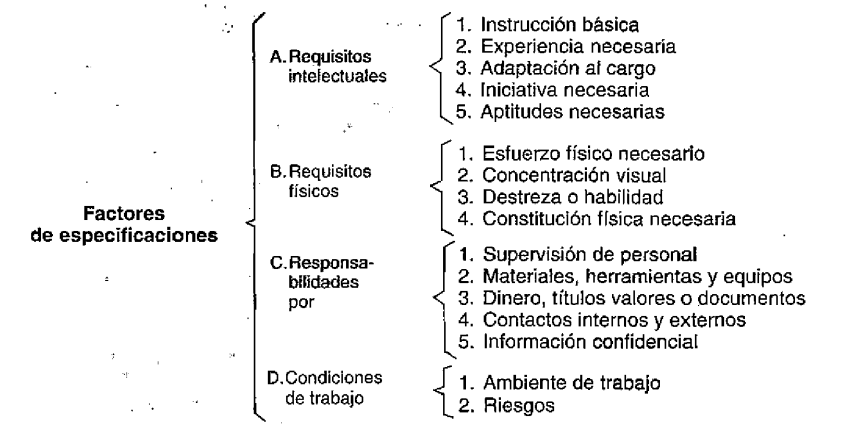 Factores
de especificaciones
A. Requisitos
intelectuales
1. Instrucción básica
2. Experiencia necesaria
3. Adaptación al cargo
4. Iniciativa necesaria
5. Aptitudes necesarias
B. Requisitos
físicos
1. Esfuerzo físico necesario
2. Concentración visual
3. Destreza o habilidad
4. Constitución física necesaria
C. Responsa-
bilidades
por
1. Supervisión de personal
2. Materiales, herramientas y equipos
3. Dinero, títulos valores o documentos
4. Contactos internos y externos
5. Información confidencial
D. Condiciones
de trabajo
1. Ambiente de trabajo
2. Riesgos